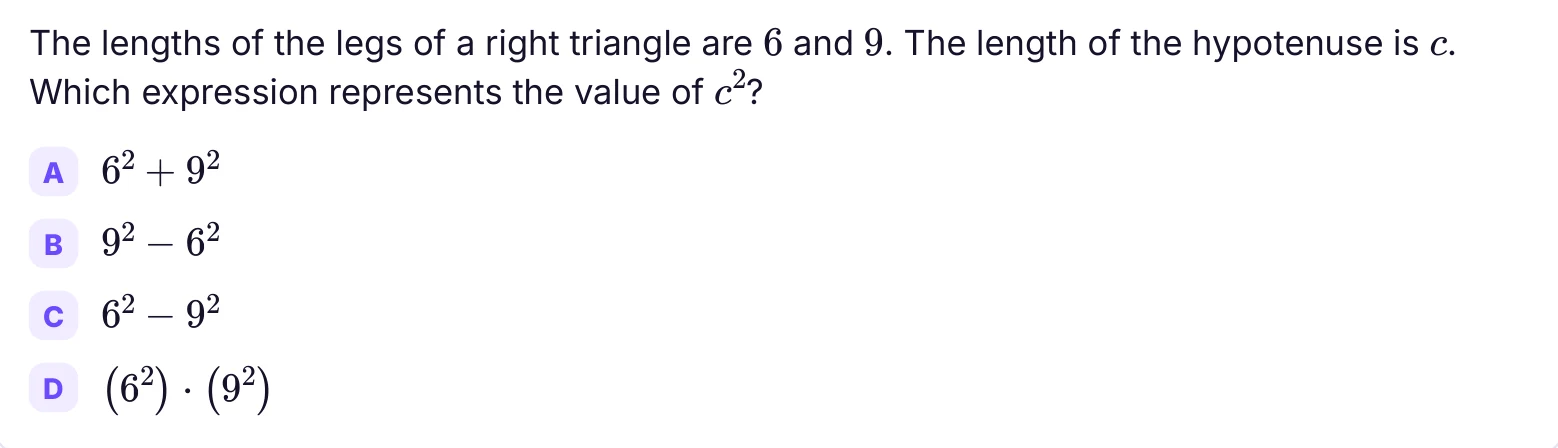 The lengths of the legs of a right triangle are 6 and 9. The length of the hypotenuse is c.
Which expression represents the value of c²?
A 6² + 9²
B 9² − 6²
C 6² − 9²
D (6²) · (9²)